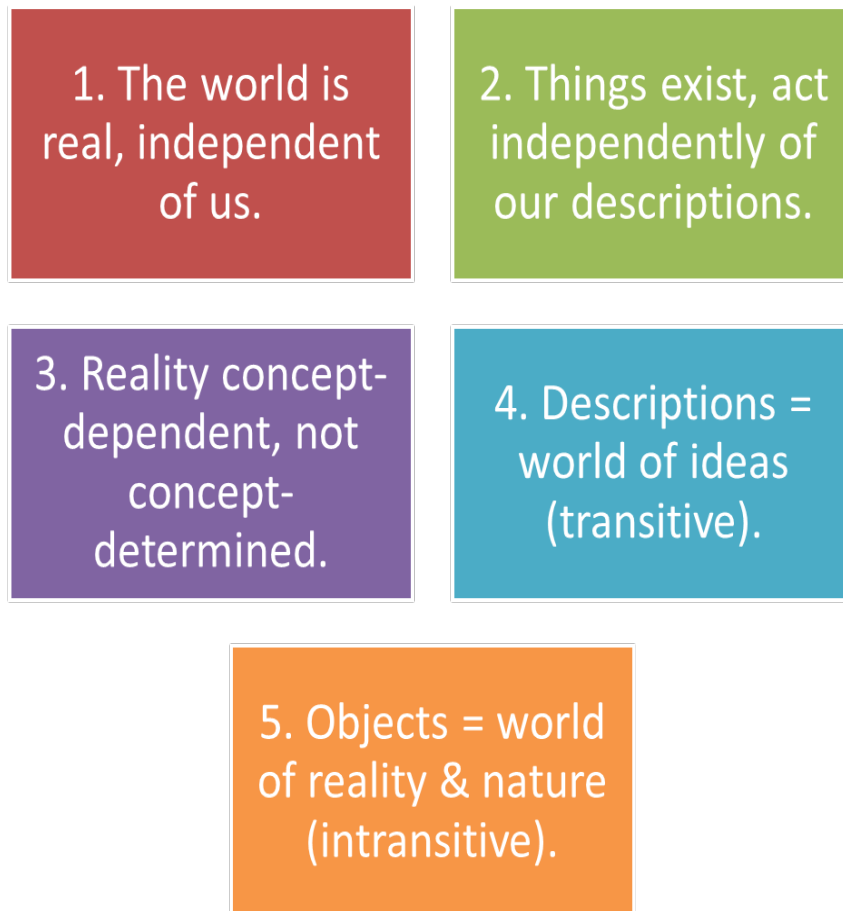 1. The world is
real, independent
of us.
2. Things exist, act
independently of
our descriptions.
3. Reality concept-
dependent, not
concept-
determined.
4. Descriptions =
world of ideas
(transitive).
5. Objects = world
of reality & nature
(intransitive).